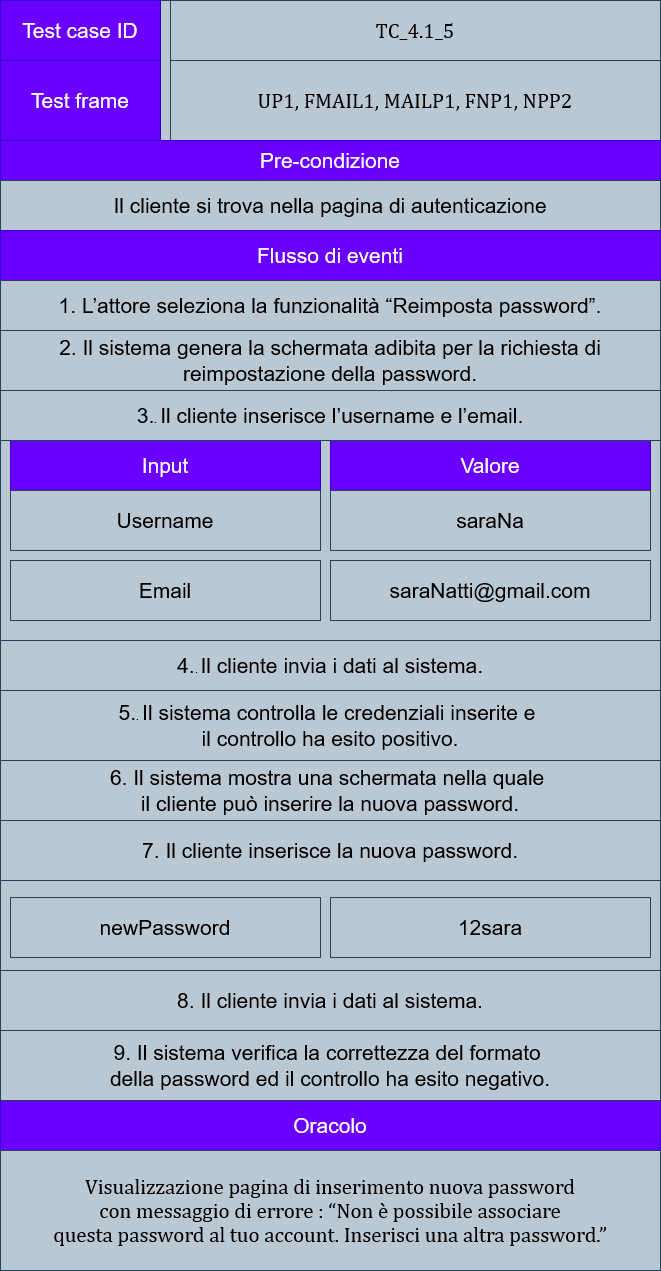 Test case ID
TC_4.1_5
Test frame
UP1, FMAIL1, MAILP1, FNP1, NPP2
Pre-condizione
Il cliente si trova nella pagina di autenticazione
Flusso di eventi
1. L’attore seleziona la funzionalità “Reimposta password”.
2. Il sistema genera la schermata adibita per la richiesta di
reimpostazione della password.
3.. Il cliente inserisce l’username e l’email.
Input
Valore
Username
saraNa
Email
saraNatti@gmail.com
4.. Il cliente invia i dati al sistema.
5.. Il sistema controlla le credenziali inserite e
il controllo ha esito positivo.
6. Il sistema mostra una schermata nella quale
il cliente può inserire la nuova password.
7. Il cliente inserisce la nuova password.
newPassword
12sara
8. Il cliente invia i dati al sistema.
9. Il sistema verifica la correttezza del formato
della password ed il controllo ha esito negativo.
Oracolo
Visualizzazione pagina di inserimento nuova password
con messaggio di errore : “Non è possibile associare
questa password al tuo account. Inserisci una altra password.”